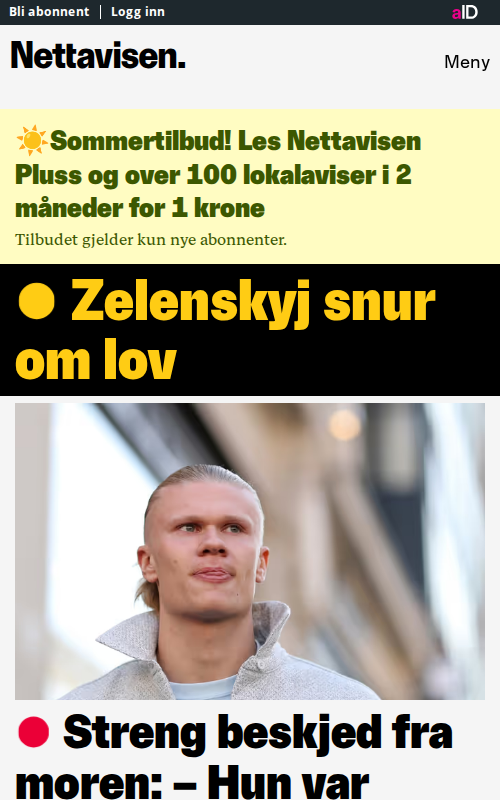 Bli abonnent | Logg inn
aID
Nettavisen.
Meny
☀️Sommertilbud! Les Nettavisen
Pluss og over 100 lokalaviser i 2
måneder for 1 krone
Tilbudet gjelder kun nye abonnenter.
Zelenskyj snur
om lov
Streng beskjed fra
moren: – Hun var